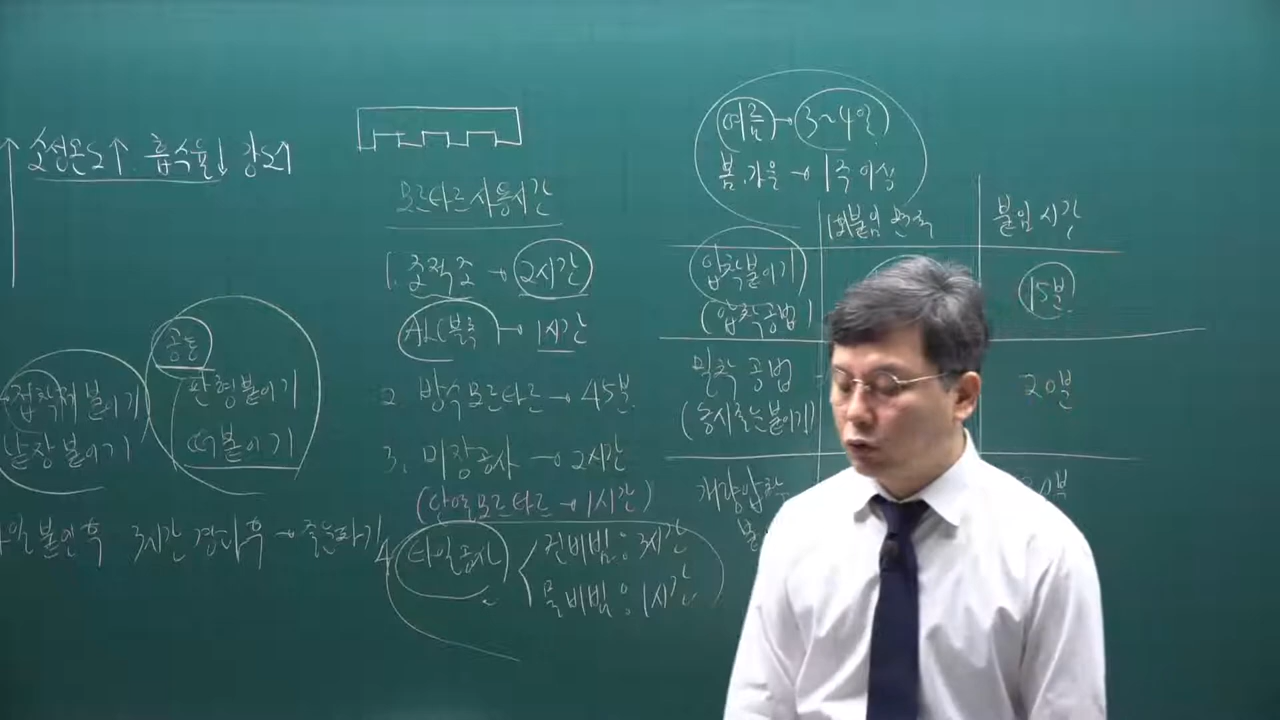 소성온도↑ 흡수율↓ 강도↑
공통
접착제붙이기
판형붙이기
낱장붙이기
떠붙이기
붙인 후 3시간 경과 후 → 줄눈파기
모르타르 사용시간
1. 조적조 → 2시간
ALC블록 → 1시간
2. 방수모르타르 → 45분
3. 미장공사 → 2시간
(단열모르타르 → 1시간)
4. 타일공사
건비빔 : 3시간
물비빔 : 1시간
여름 → 3~4일
봄.가을 → 1주 이상
1회붙임 면적
붙임 시간
압착붙이기
(압착공법)
15분
밀착 공법
(동시줄눈붙이기)
20분
개량압착